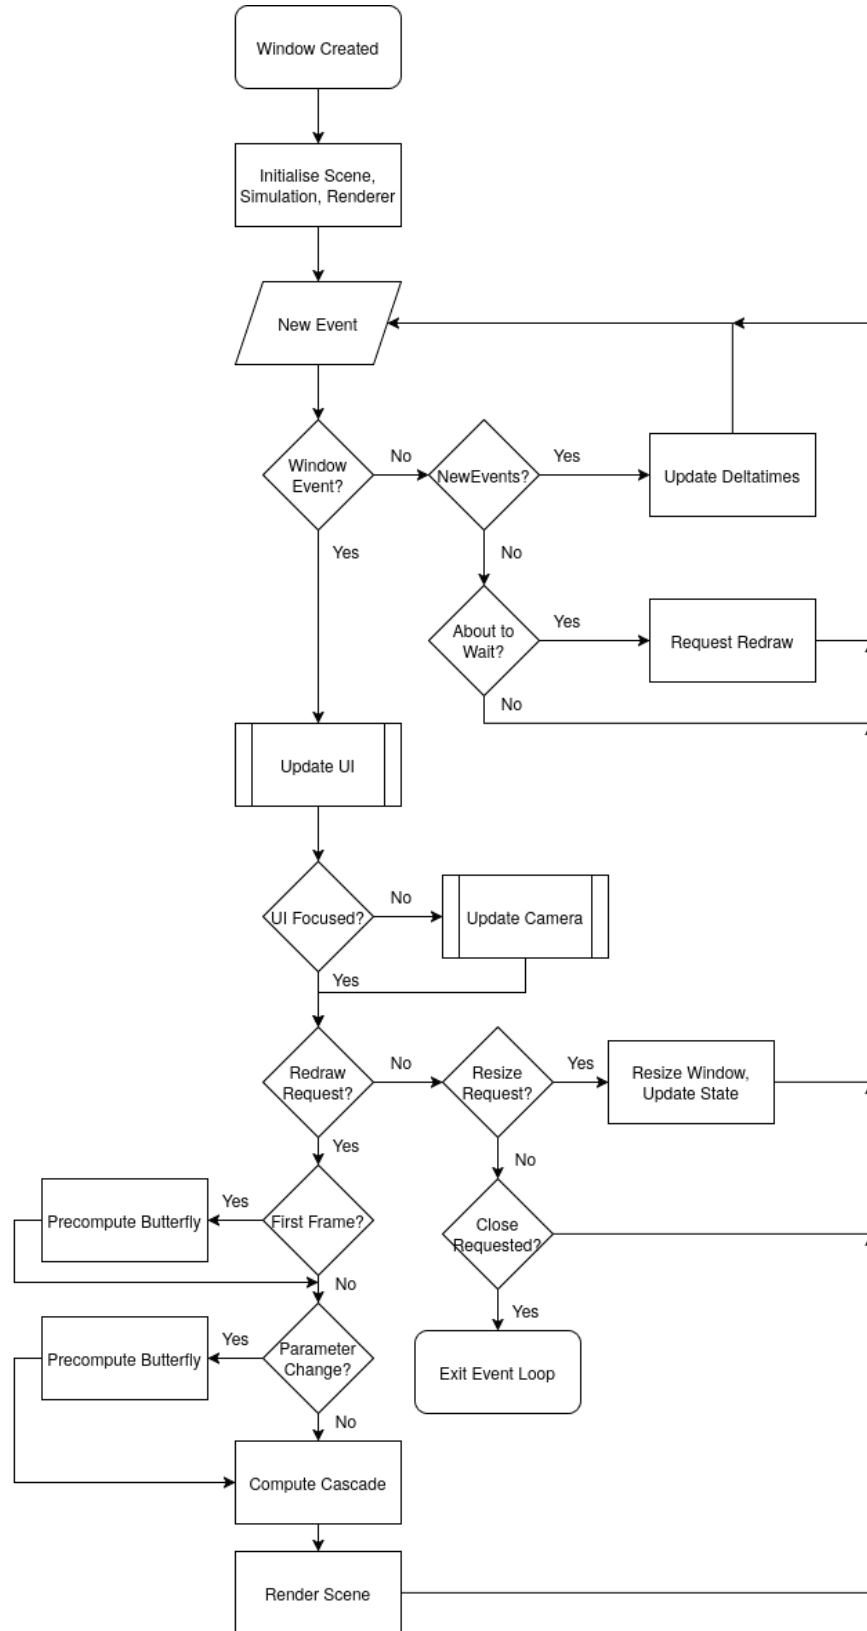 Window Created
Initialise Scene,
Simulation, Renderer
New Event
Window
Event?
No
NewEvents?
Yes
Update Deltatimes
Yes
No
About to
Wait?
Yes
Request Redraw
No
Update UI
UI Focused?
No
Update Camera
Yes
Redraw
Request?
No
Resize
Request?
Yes
Resize Window,
Update State
Yes
No
Precompute Butterfly
Yes
First Frame?
Close
Requested?
No
Yes
Precompute Butterfly
Yes
Parameter
Change?
Exit Event Loop
No
Compute Cascade
Render Scene